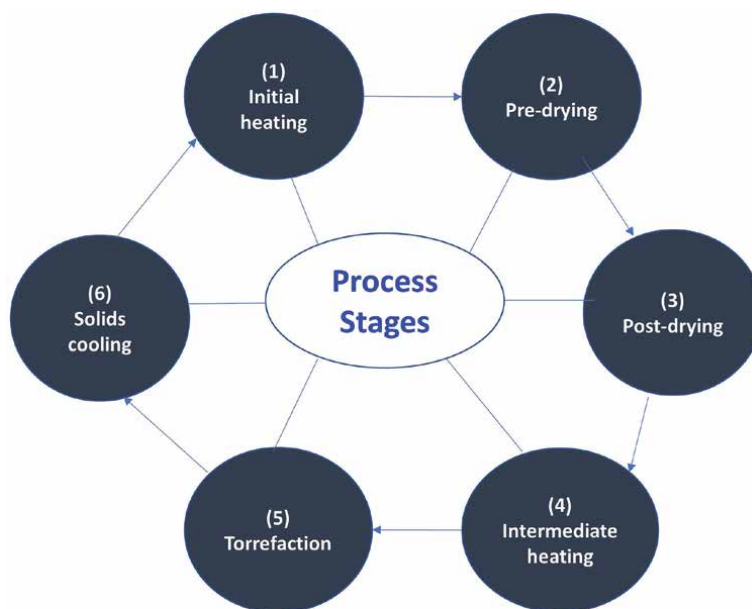 (1)
Initial
heating
(2)
Pre-drying
(3)
Post-drying
(4)
Intermediate
heating
(5)
Torrefaction
(6)
Solids
cooling
Process
Stages